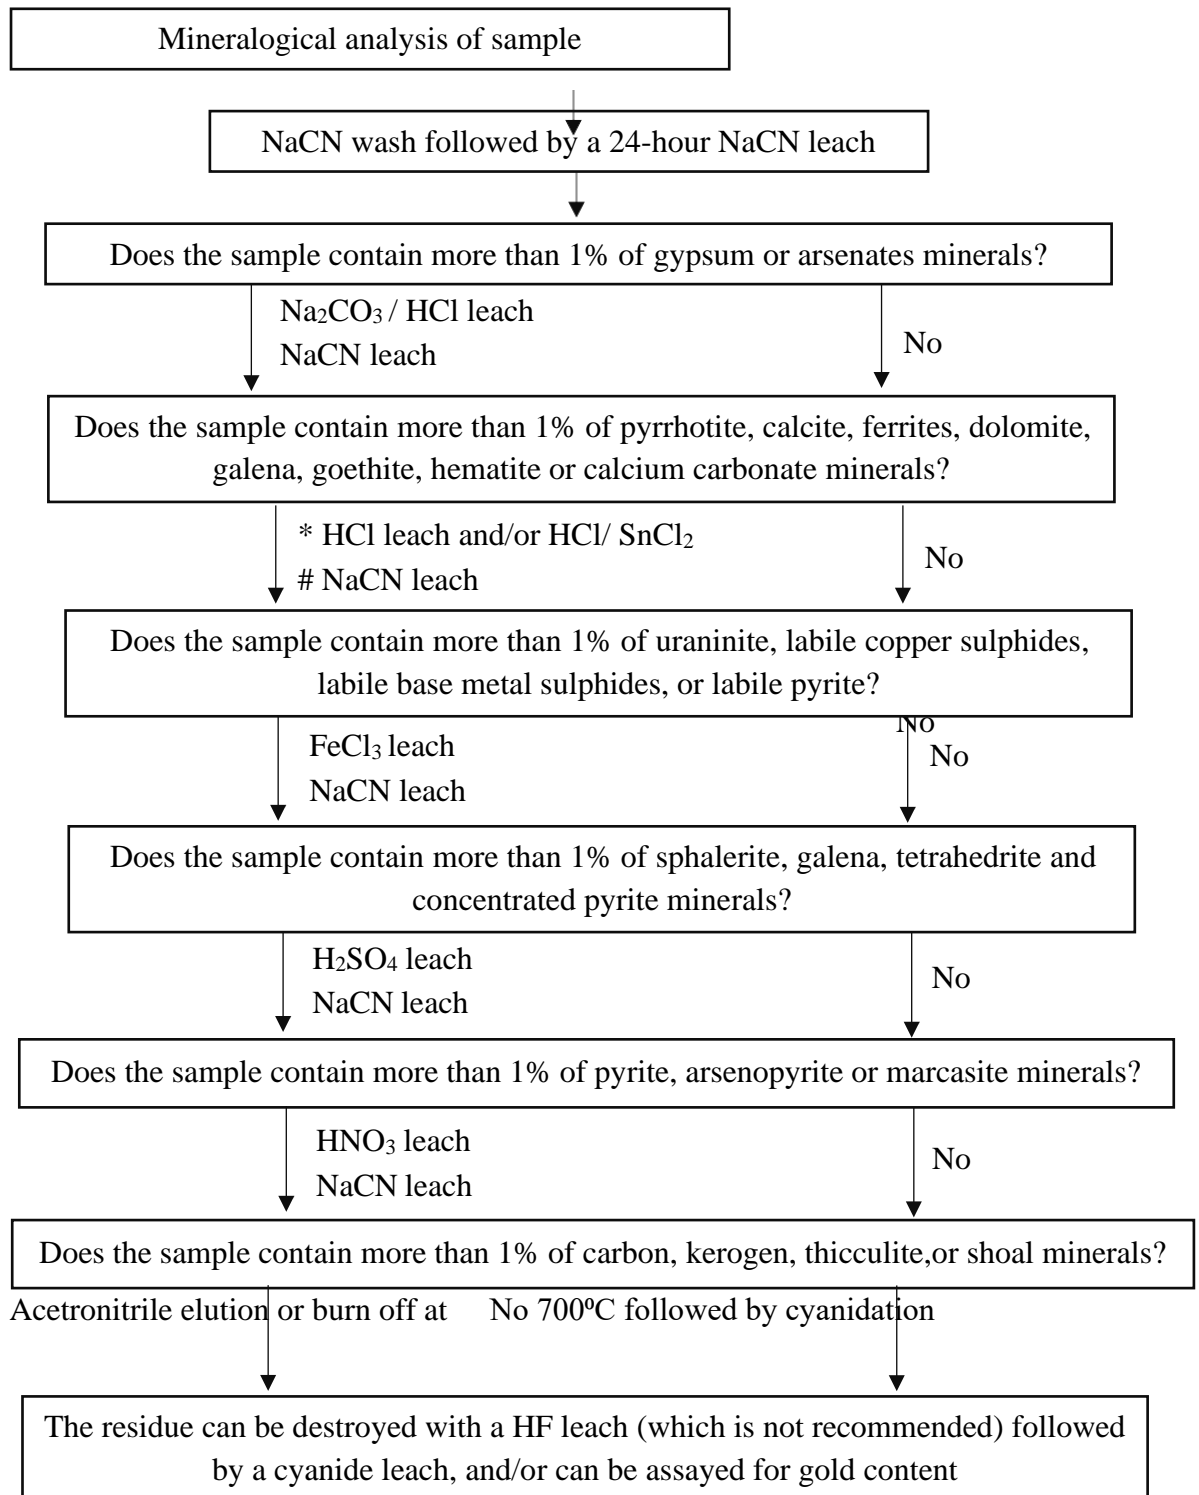 Mineralogical analysis of sample
NaCN wash followed by a 24-hour NaCN leach
Does the sample contain more than 1% of gypsum or arsenates minerals?
Na₂CO₃ / HCl leach
NaCN leach
No
Does the sample contain more than 1% of pyrrhotite, calcite, ferrites, dolomite,
galena, goethite, hematite or calcium carbonate minerals?
* HCl leach and/or HCl/ SnCl₂
# NaCN leach
No
Does the sample contain more than 1% of uraninite, labile copper sulphides,
labile base metal sulphides, or labile pyrite?
No
FeCl₃ leach
NaCN leach
No
Does the sample contain more than 1% of sphalerite, galena, tetrahedrite and
concentrated pyrite minerals?
H₂SO₄ leach
NaCN leach
No
Does the sample contain more than 1% of pyrite, arsenopyrite or marcasite minerals?
HNO₃ leach
NaCN leach
No
Does the sample contain more than 1% of carbon, kerogen, thicculite,or shoal minerals?
Acetronitrile elution or burn off at No 700ºC followed by cyanidation
The residue can be destroyed with a HF leach (which is not recommended) followed
by a cyanide leach, and/or can be assayed for gold content